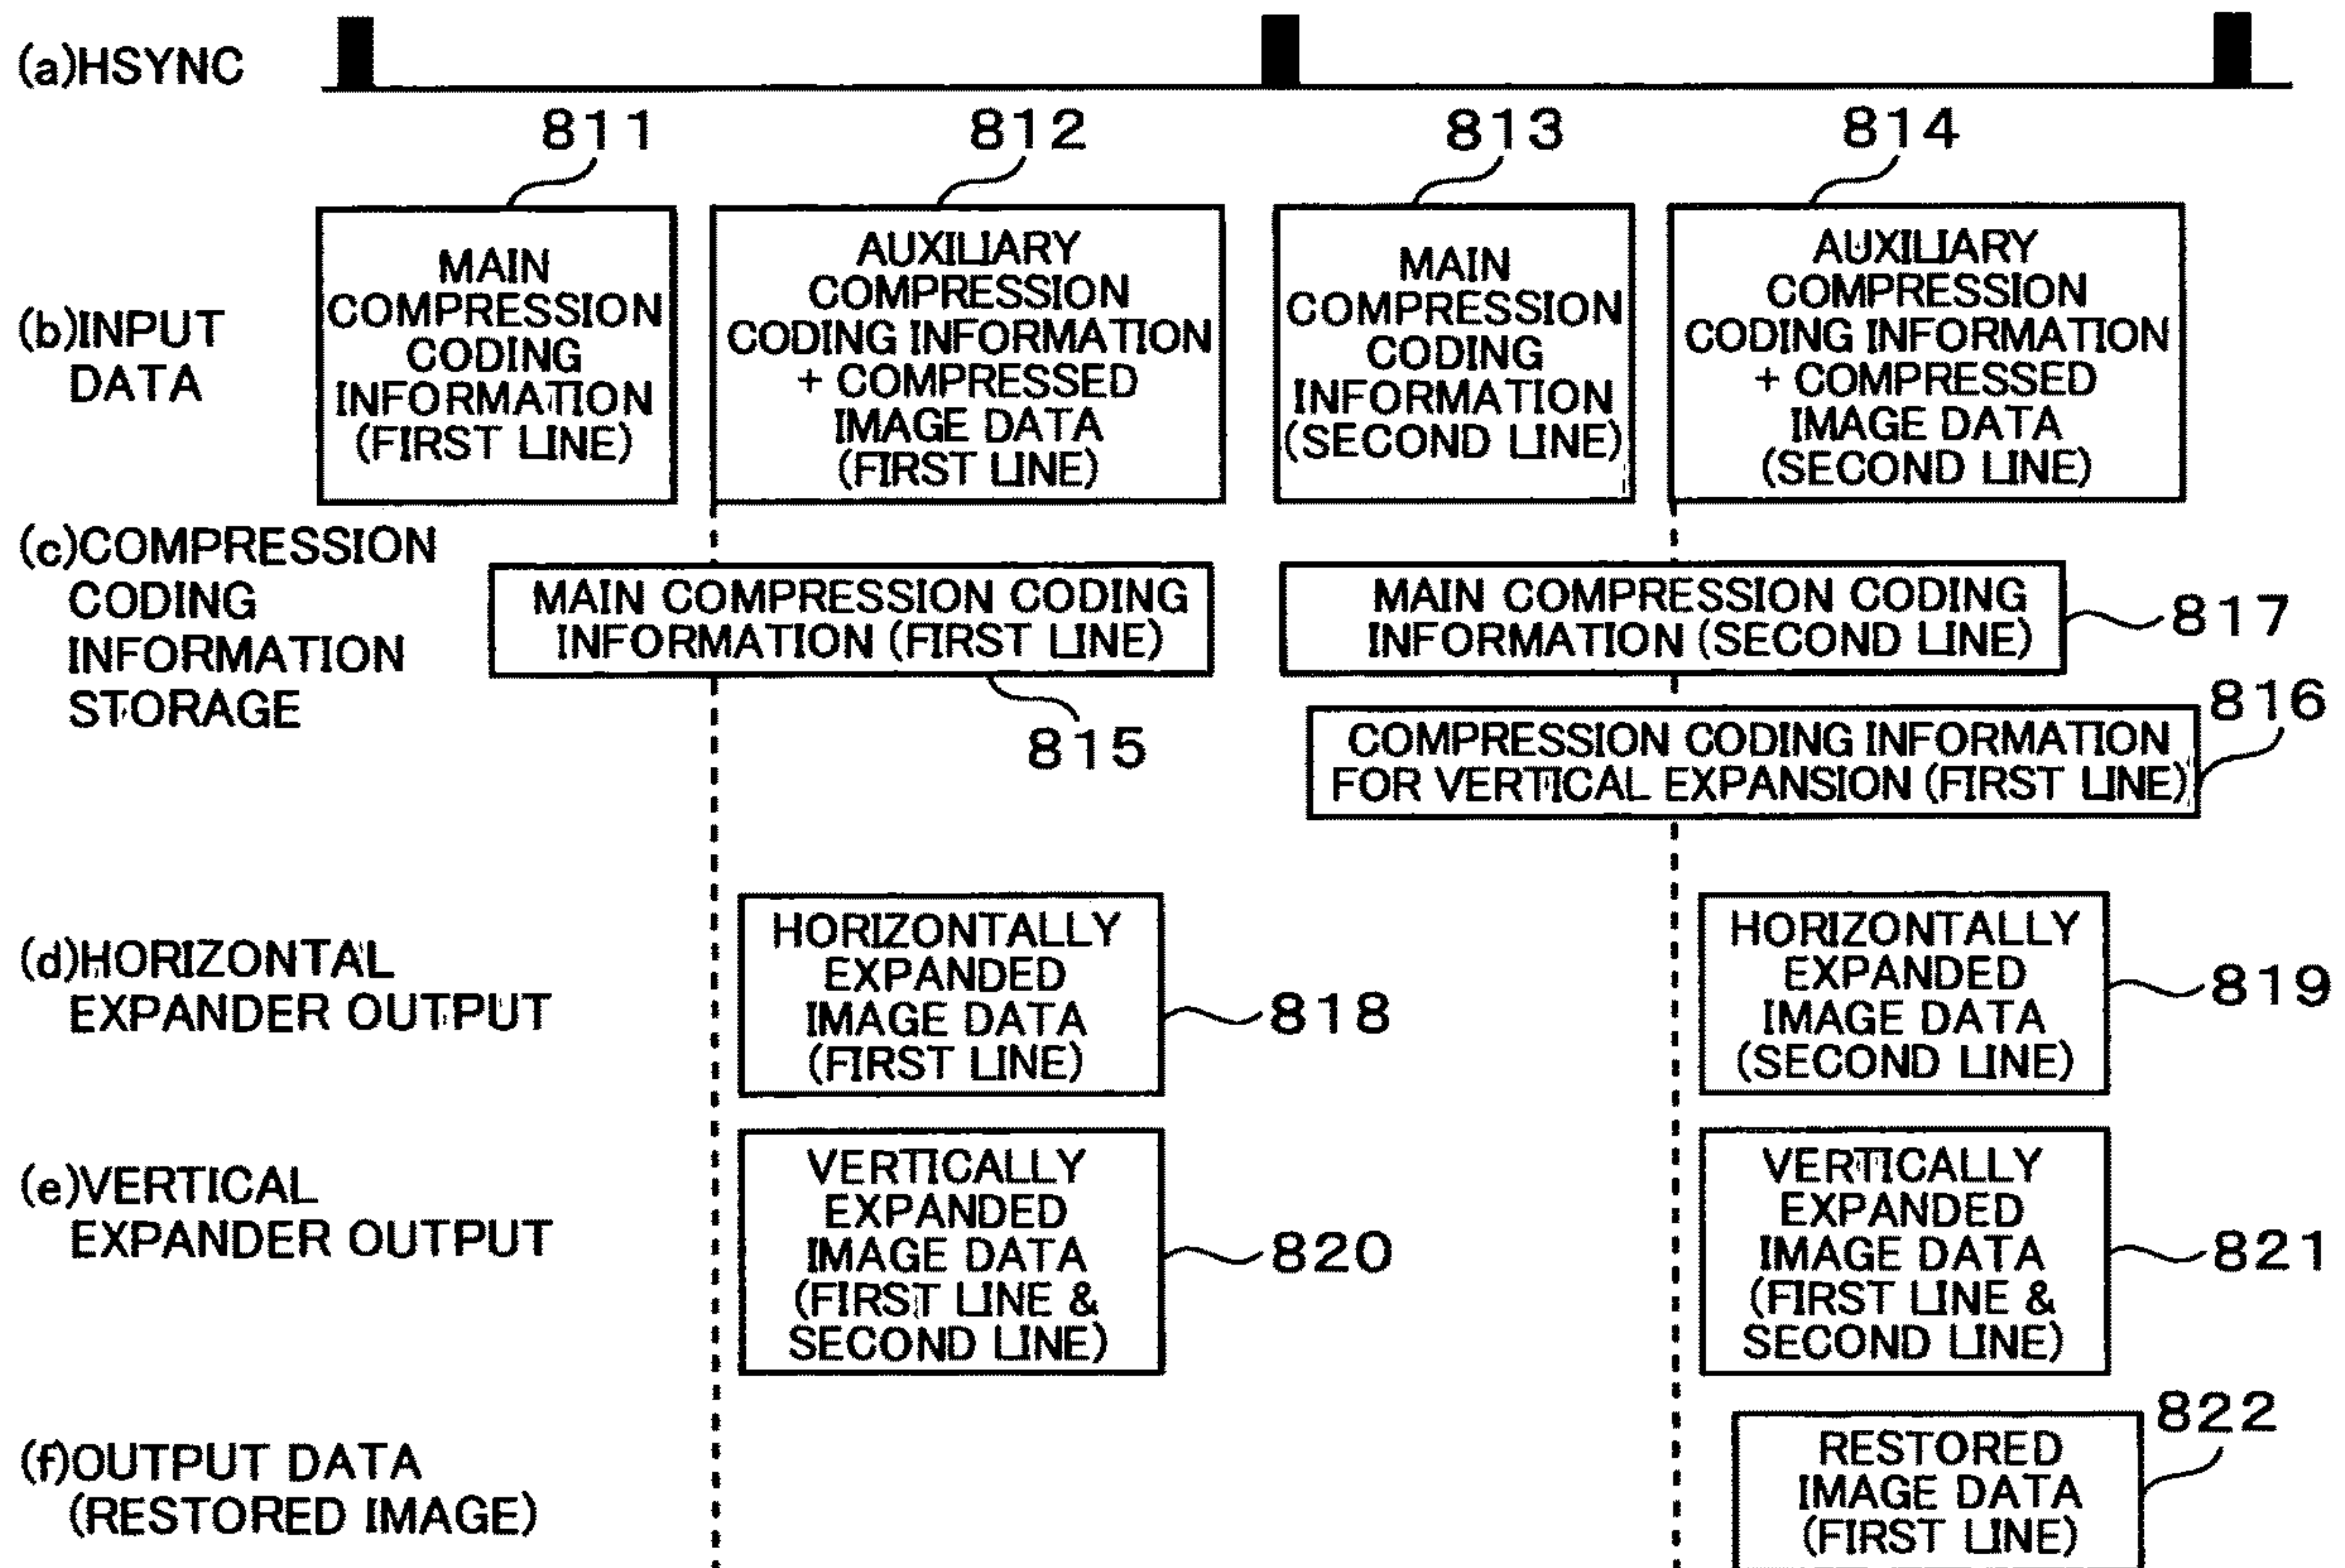 (a)HSYNC
811
812
813
814
(b)INPUT
DATA
MAIN
COMPRESSION
CODING
INFORMATION
(FIRST LINE)
AUXILIARY
COMPRESSION
CODING INFORMATION
+ COMPRESSED
IMAGE DATA
(FIRST LINE)
MAIN
COMPRESSION
CODING
INFORMATION
(SECOND LINE)
AUXILIARY
COMPRESSION
CODING INFORMATION
+ COMPRESSED
IMAGE DATA
(SECOND LINE)
(c)COMPRESSION
CODING
INFORMATION
STORAGE
MAIN COMPRESSION CODING
INFORMATION (FIRST LINE)
815
MAIN COMPRESSION CODING
INFORMATION (SECOND LINE)
817
816
COMPRESSION CODING INFORMATION
FOR VERTICAL EXPANSION (FIRST LINE)
(d)HORIZONTAL
EXPANDER OUTPUT
HORIZONTALLY
EXPANDED
IMAGE DATA
(FIRST LINE)
818
HORIZONTALLY
EXPANDED
IMAGE DATA
(SECOND LINE)
819
(e)VERTICAL
EXPANDER OUTPUT
VERTICALLY
EXPANDED
IMAGE DATA
(FIRST LINE &
SECOND LINE)
820
VERTICALLY
EXPANDED
IMAGE DATA
(FIRST LINE &
SECOND LINE)
821
(f)OUTPUT DATA
(RESTORED IMAGE)
822
RESTORED
IMAGE DATA
(FIRST LINE)